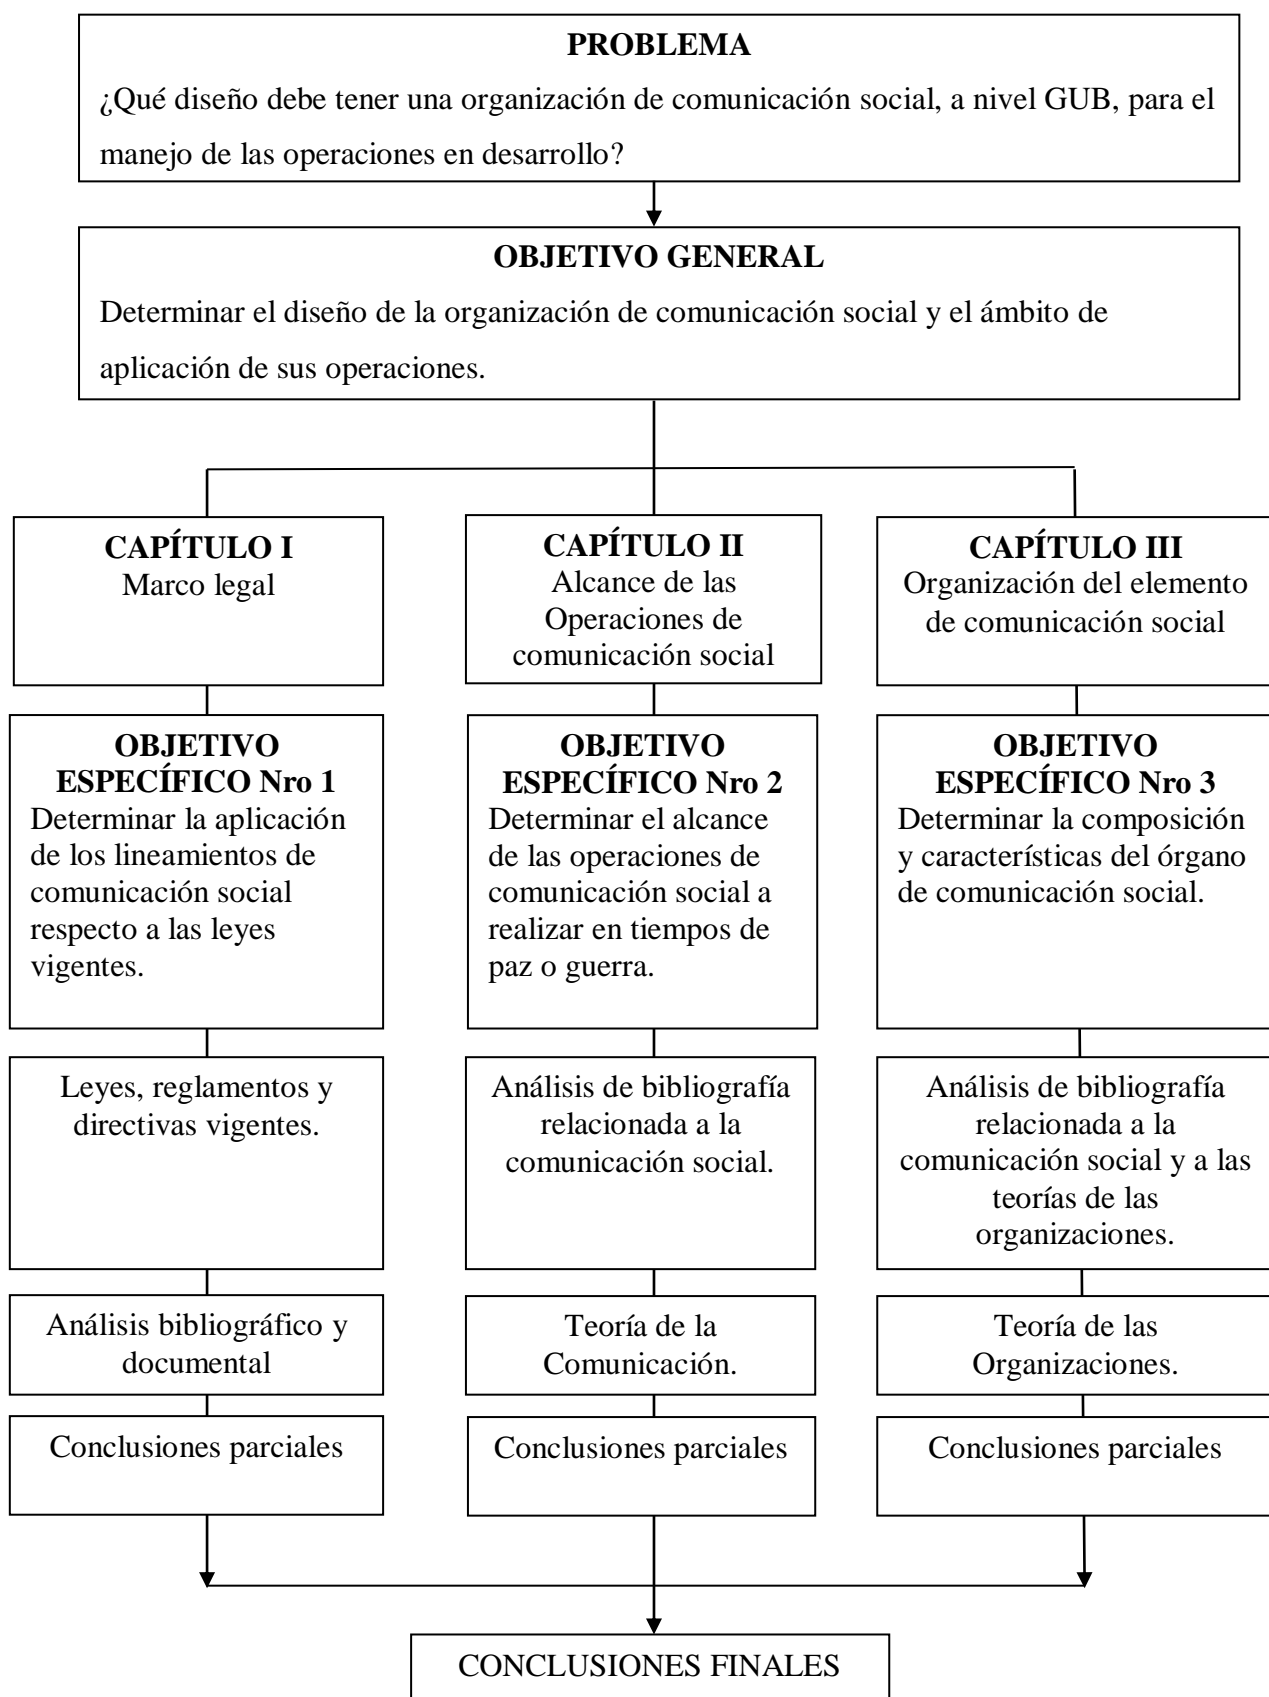 PROBLEMA
¿Qué diseño debe tener una organización de comunicación social, a nivel GUB, para el
manejo de las operaciones en desarrollo?
OBJETIVO GENERAL
Determinar el diseño de la organización de comunicación social y el ámbito de
aplicación de sus operaciones.
CAPÍTULO I
Marco legal
CAPÍTULO II
Alcance de las
Operaciones de
comunicación social
CAPÍTULO III
Organización del elemento
de comunicación social
OBJETIVO
ESPECÍFICO Nro 1
Determinar la aplicación
de los lineamientos de
comunicación social
respecto a las leyes
vigentes.
OBJETIVO
ESPECÍFICO Nro 2
Determinar el alcance
de las operaciones de
comunicación social a
realizar en tiempos de
paz o guerra.
OBJETIVO
ESPECÍFICO Nro 3
Determinar la composición
y características del órgano
de comunicación social.
Leyes, reglamentos y
directivas vigentes.
Análisis de bibliografía
relacionada a la
comunicación social.
Análisis de bibliografía
relacionada a la
comunicación social y a las
teorías de las
organizaciones.
Análisis bibliográfico y
documental
Teoría de la
Comunicación.
Teoría de las
Organizaciones.
Conclusiones parciales
Conclusiones parciales
Conclusiones parciales
CONCLUSIONES FINALES